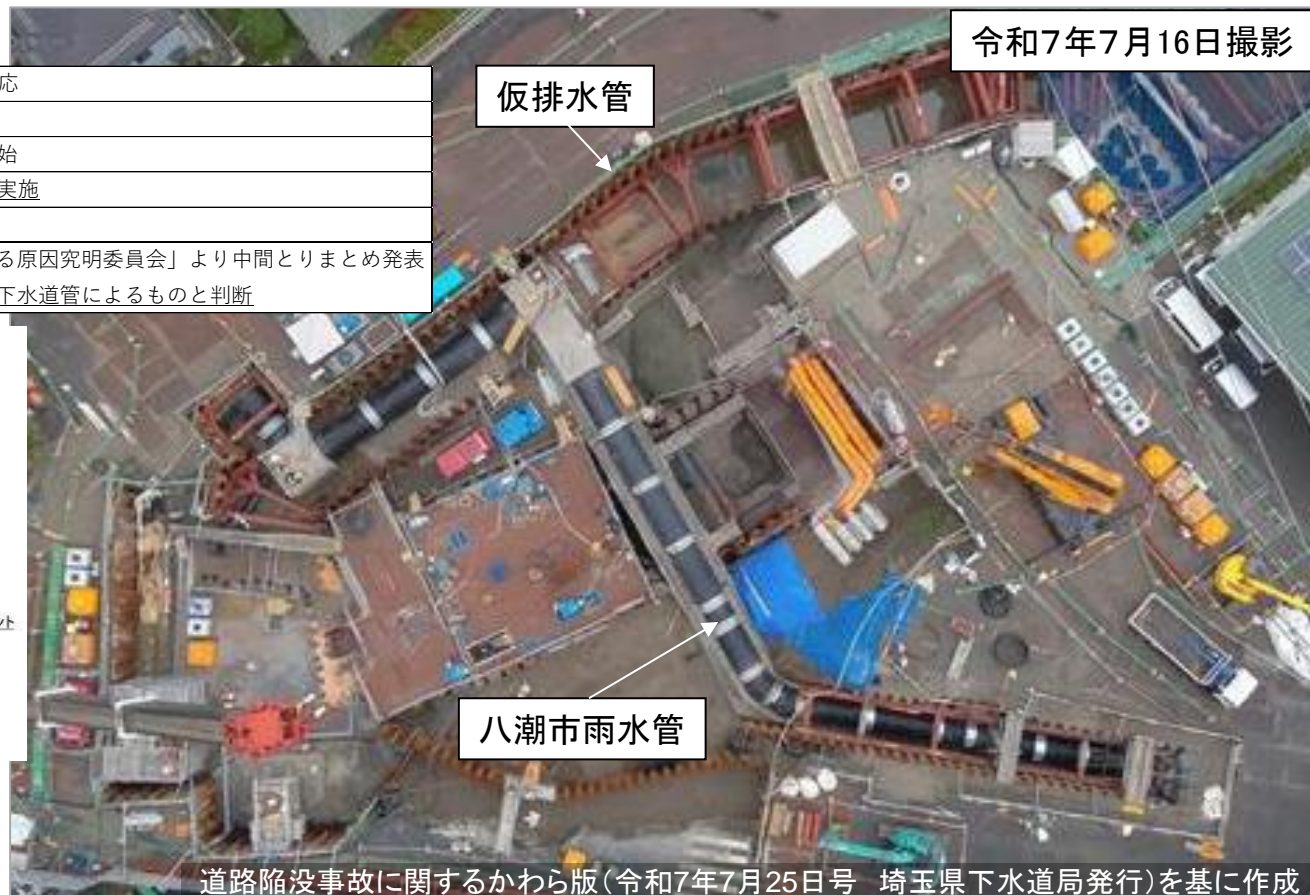 令和7年7月16日撮影
応
始
実施
る原因究明委員会」より中間とりまとめ発表
下水道管によるものと判断
仮排水管
ント
八潮市雨水管
道路陥没事故に関するかわら版(令和7年7月25日号 埼玉県下水道局発行)を基に作成